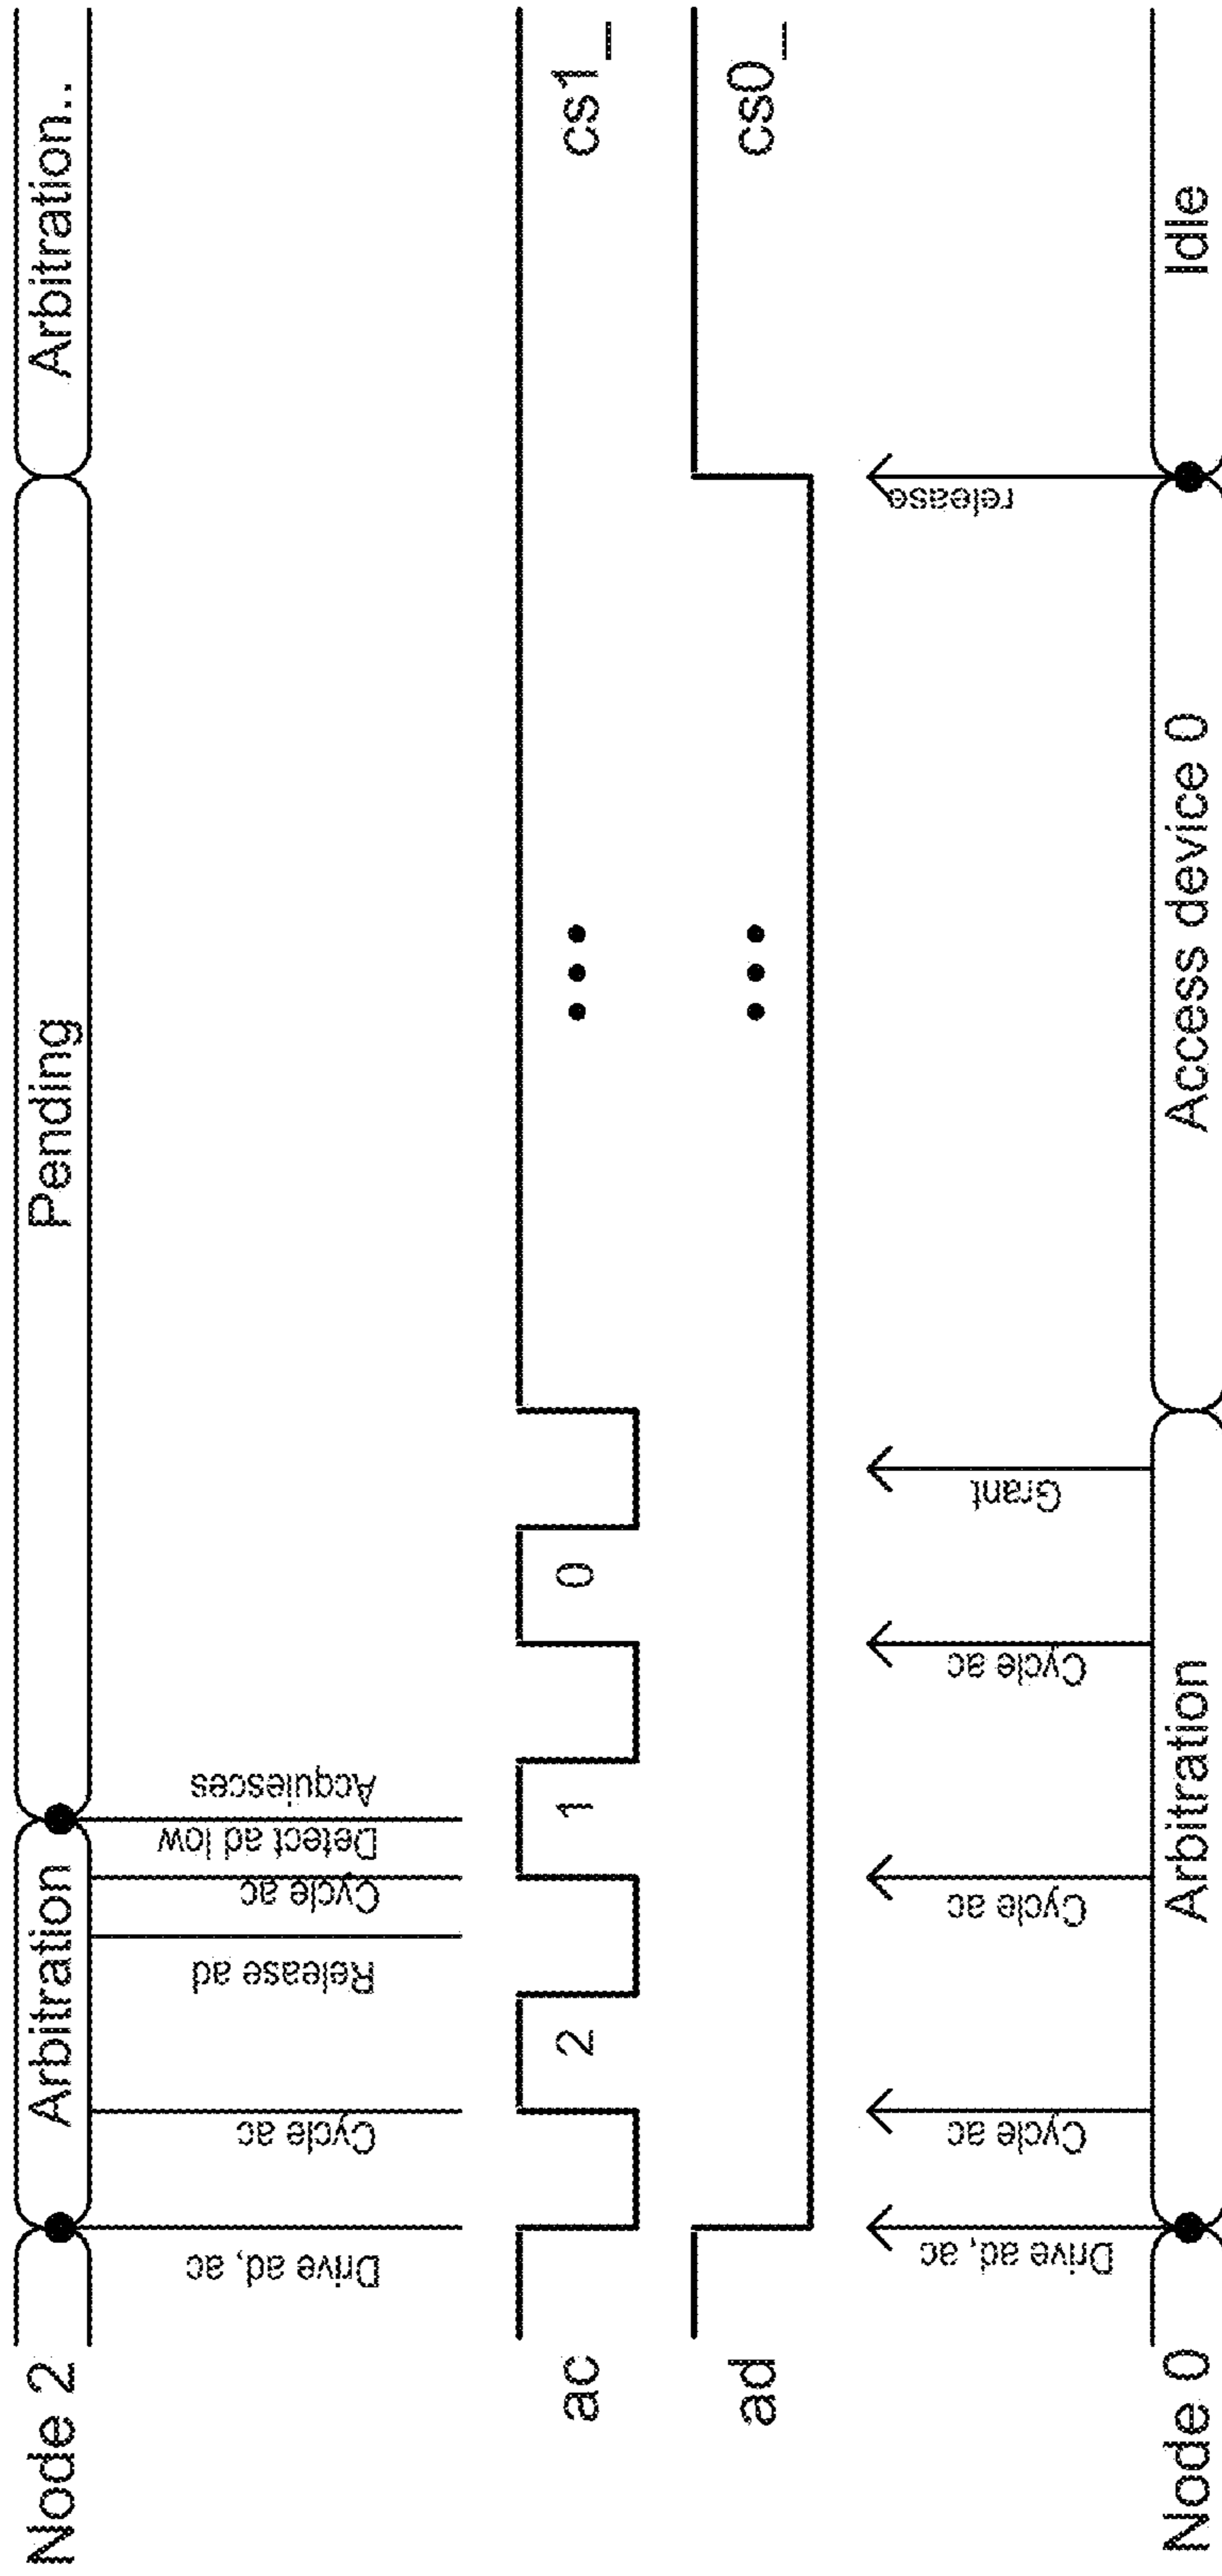 Node 2
Arbitration
Pending
Arbitration..
Drive ad, ac
Cycle ac
Release ad
Cycle ac
Detect ad low
Acquiesces
ac
2
1
0
cs1_
ad
cs0_
Drive ad, ac
Cycle ac
Cycle ac
Cycle ac
Grant
release
Node 0
Arbitration
Access device 0
Idle